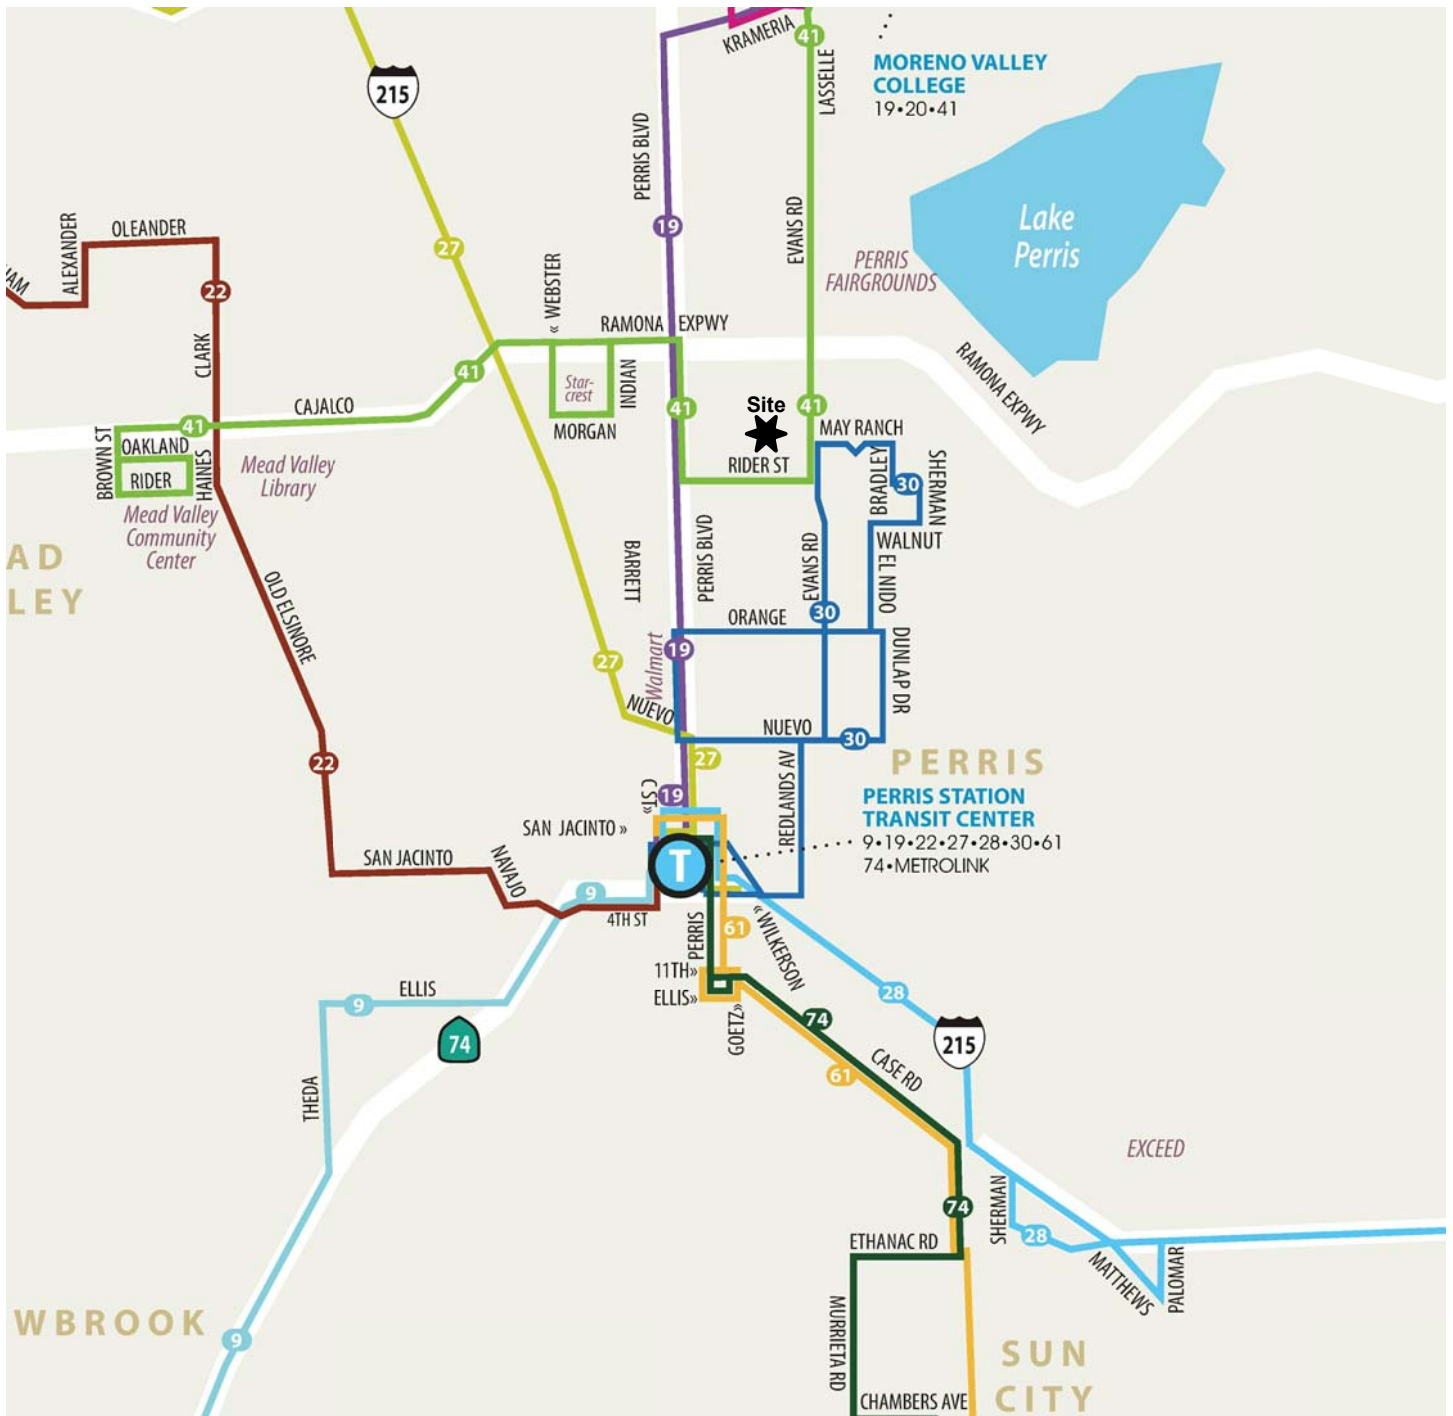 KRAMERIA
41
LASSELLE
MORENO VALLEY
COLLEGE
19•20•41
215
PERRIS BLVD
ALEXANDER
OLEANDER
19
EVANS RD
Lake
Perris
27
PERRIS
FAIRGROUNDS
22
« WEBSTER
RAMONA EXPWY
CLARK
41
Star-
crest
INDIAN
RAMONA EXPWY
CAJALCO
41
Site
41
41
MORGAN
MAY RANCH
BROWN ST
OAKLAND
RIDER
HAINES
Mead Valley
Library
RIDER ST
BRADLEY
30
SHERMAN
Mead Valley
Community
Center
WALNUT
AD
LEY
OLD ELSINORE
BARRETT
PERRIS BLVD
EVANS RD
EL NIDO
30
ORANGE
27
Walmart
19
DUNLAP DR
NUEVO
NUEVO
30
22
27
PERRIS
C ST»
19
REDLANDS AV
PERRIS STATION
TRANSIT CENTER
9•19•22•27•28•30•61
74•METROLINK
SAN JACINTO »
SAN JACINTO
NAVAJO
T
9
4TH ST
PERRIS
61
« WILKERSON
11TH»
ELLIS»
GOETZ»
ELLIS
9
28
74
74
215
61
CASE RD
THEDA
EXCEED
74
SHERMAN
28
ETHANAC RD
MATTHEWS
PALOMAR
WBROOK
9
MURRIETA RD
SUN
CITY
CHAMBERS AVE